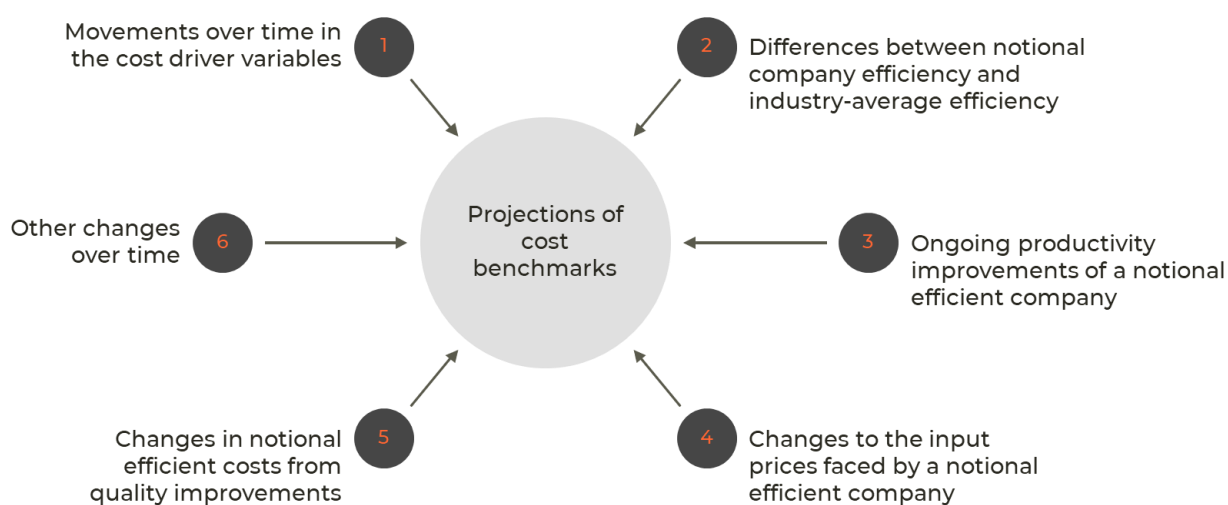 1
Movements over time in
the cost driver variables
2
Differences between notional
company efficiency and
industry-average efficiency
3
Ongoing productivity
improvements of a notional
efficient company
4
Changes to the input
prices faced by a notional
efficient company
5
Changes in notional
efficient costs from
quality improvements
6
Other changes
over time
Projections of
cost
benchmarks